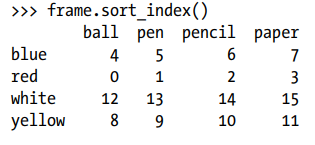 >>> frame.sort_index()
ball pen pencil paper
blue 4 5 6 7
red 0 1 2 3
white 12 13 14 15
yellow 8 9 10 11